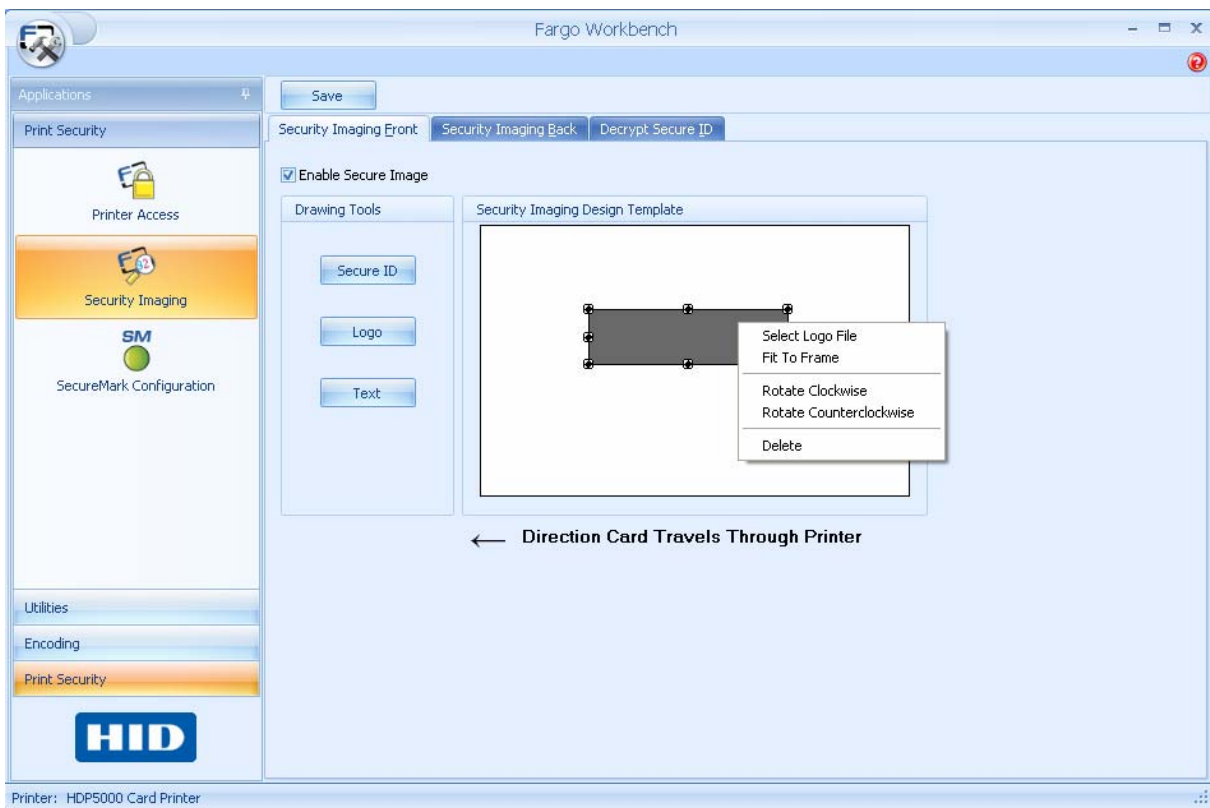 Fargo Workbench
Applications
Print Security
Printer Access
Security Imaging
SM
SecureMark Configuration
Utilities
Encoding
Print Security
HID
Save
Security Imaging Front
Security Imaging Back
Decrypt Secure ID
Enable Secure Image
Drawing Tools
Secure ID
Logo
Text
Security Imaging Design Template
Select Logo File
Fit To Frame
Rotate Clockwise
Rotate Counterclockwise
Delete
← Direction Card Travels Through Printer
Printer: HDP5000 Card Printer